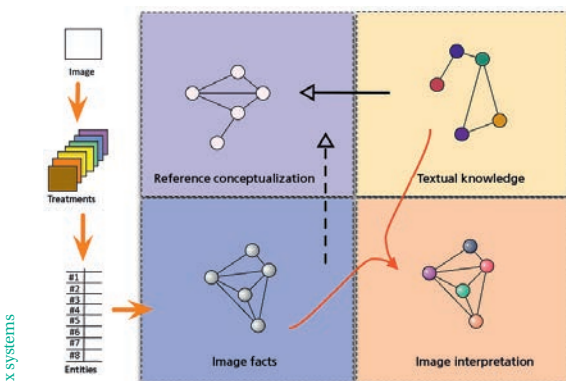 Image
Treatments
#1
#2
#3
#4
#5
#6
#7
#8
Entities
Reference conceptualization
Textual knowledge
Image facts
Image interpretation
x systems